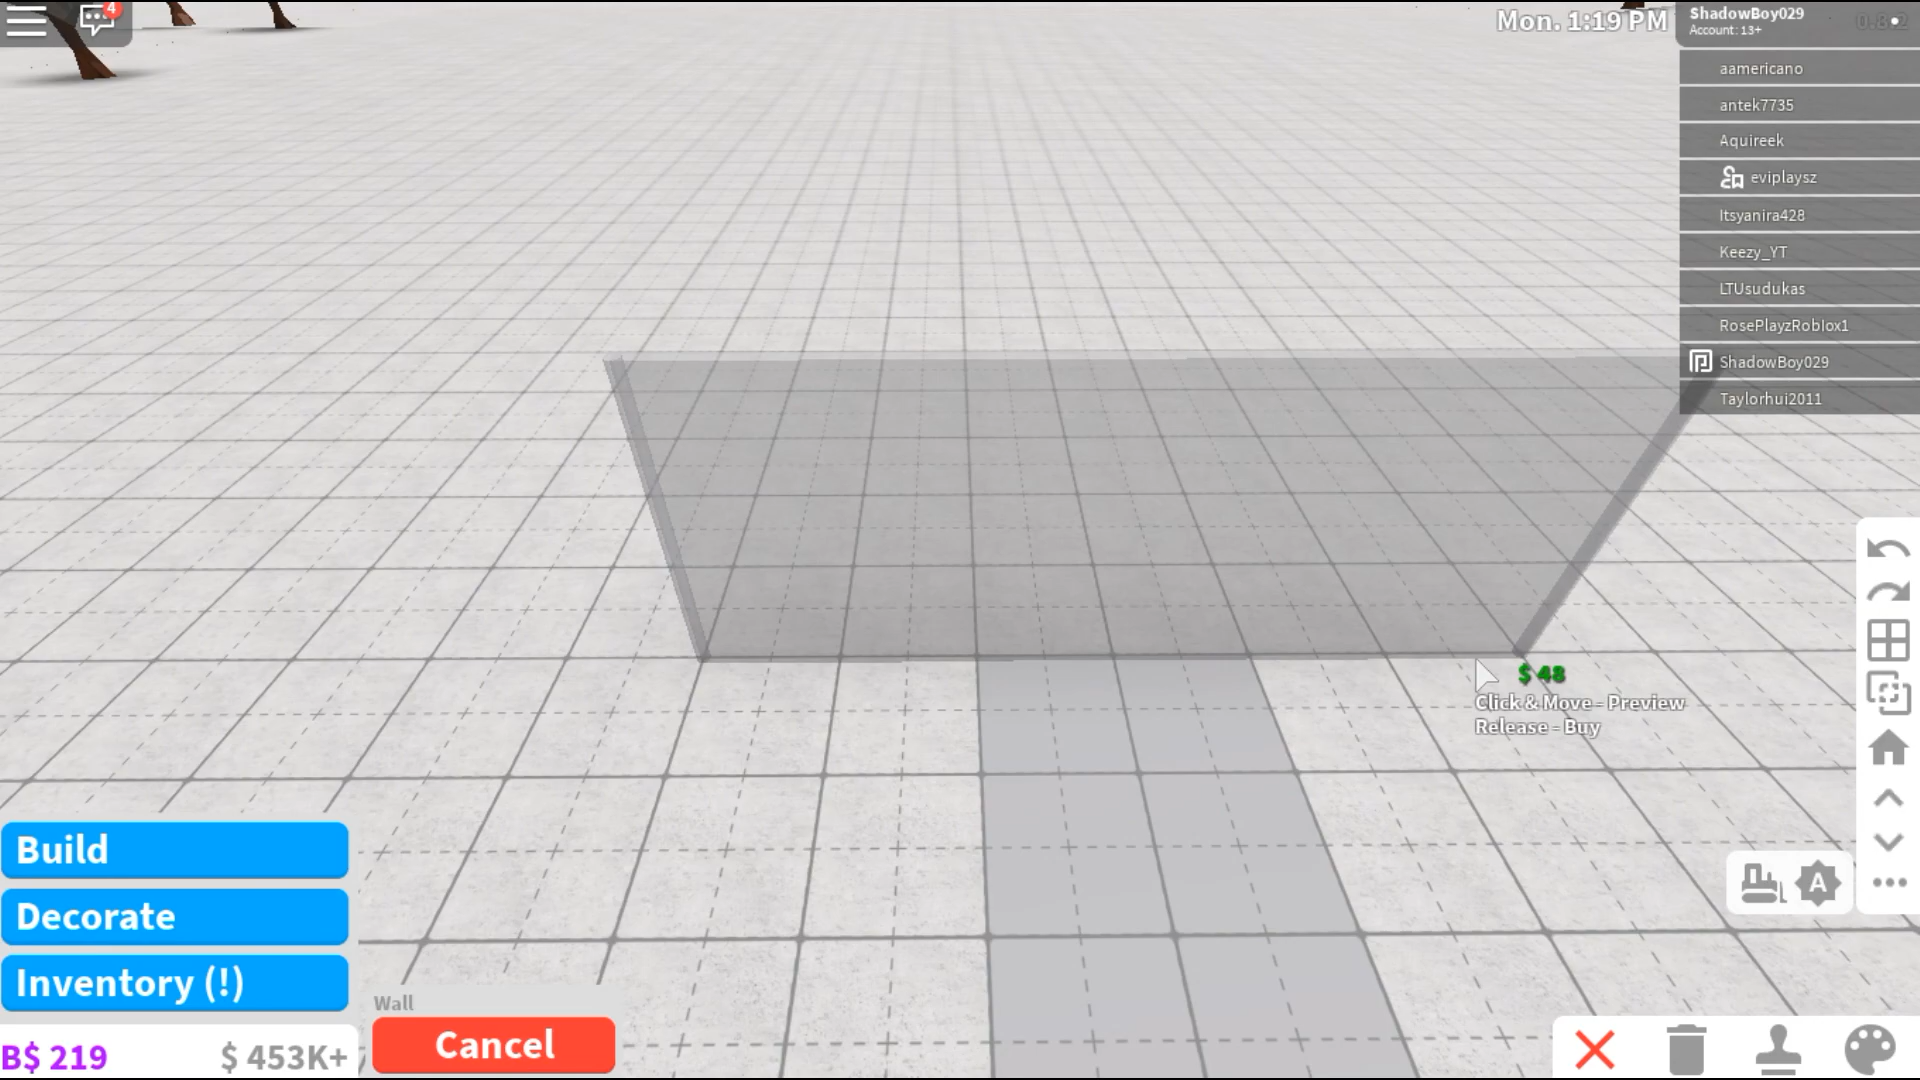 4
Mon. 1:19 PM
ShadowBoy029
Account: 13+
aamericano
antek7735
Aquireek
eviplaysz
Itsyanira428
Keezy_YT
LTUsudukas
RosePlayzRoblox1
ShadowBoy029
Taylorhui2011
$ 48
Click & Move - Preview
Release - Buy
A
Build
Decorate
Inventory (!)
Wall
Cancel
B$ 219
$ 453K+